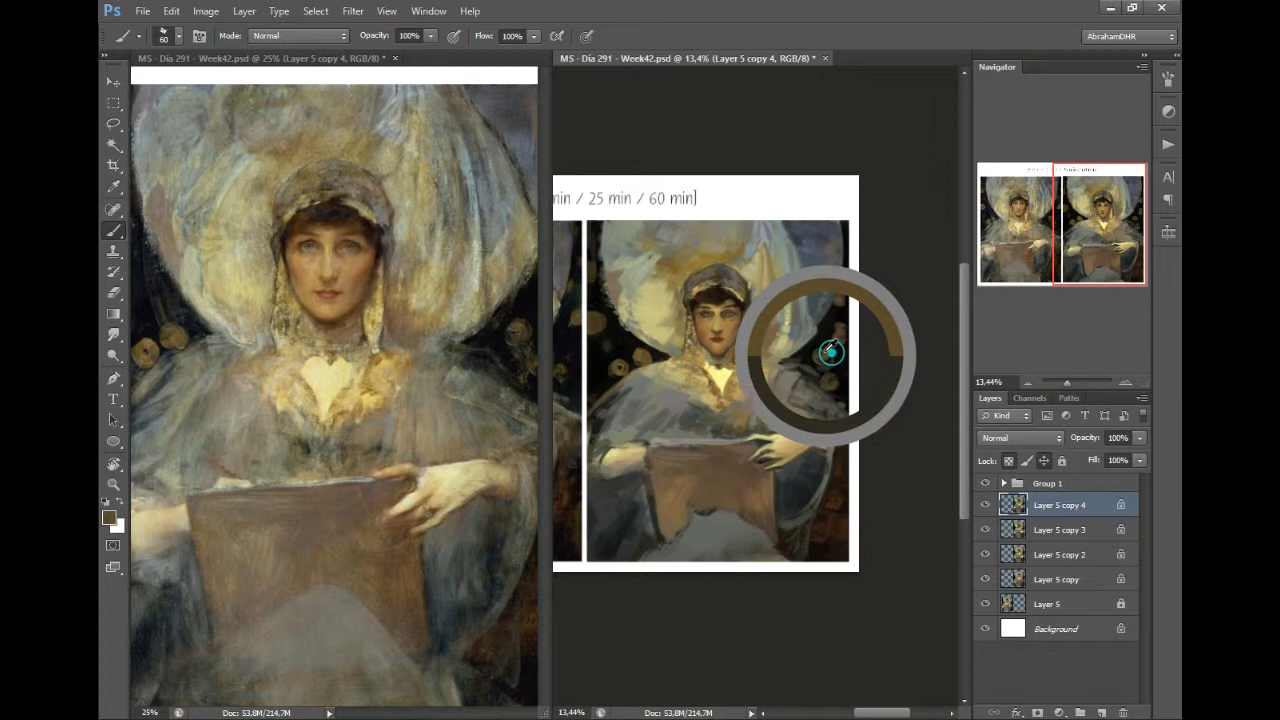 Ps File Edit Image Layer Type Select Filter View Window Help
60 Mode: Normal Opacity: 100% Flow: 100% AbrahamDHR
MS - Dia 291 - Week42.psd @ 25% (Layer 5 copy 4, RGB/8) *
MS - Dia 291 - Week42.psd @ 13,4% (Layer 5 copy 4, RGB/8) *
Navigator
min / 25 min / 60 min]
13,44%
Layers Channels Paths
Kind
Normal Opacity: 100%
Lock: Fill: 100%
Group 1
Layer 5 copy 4
Layer 5 copy 3
Layer 5 copy 2
Layer 5 copy
Layer 5
Background
25% Doc: 53,8M/214,7M
13,44% Doc: 53,8M/214,7M